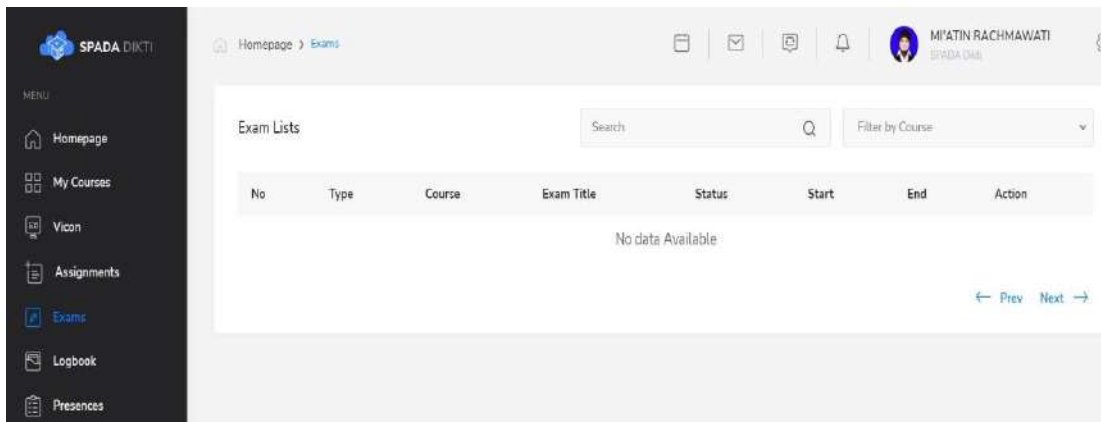 SPADA DIKTI
Homepage > Exams
MI'ATIN RACHMAWATI
SPADA Dikti
MENU
Homepage
My Courses
Vicon
Assignments
Exams
Logbook
Presences
Exam Lists
Search
Filter by Course
No Type Course Exam Title Status Start End Action
No data Available
← Prev Next →